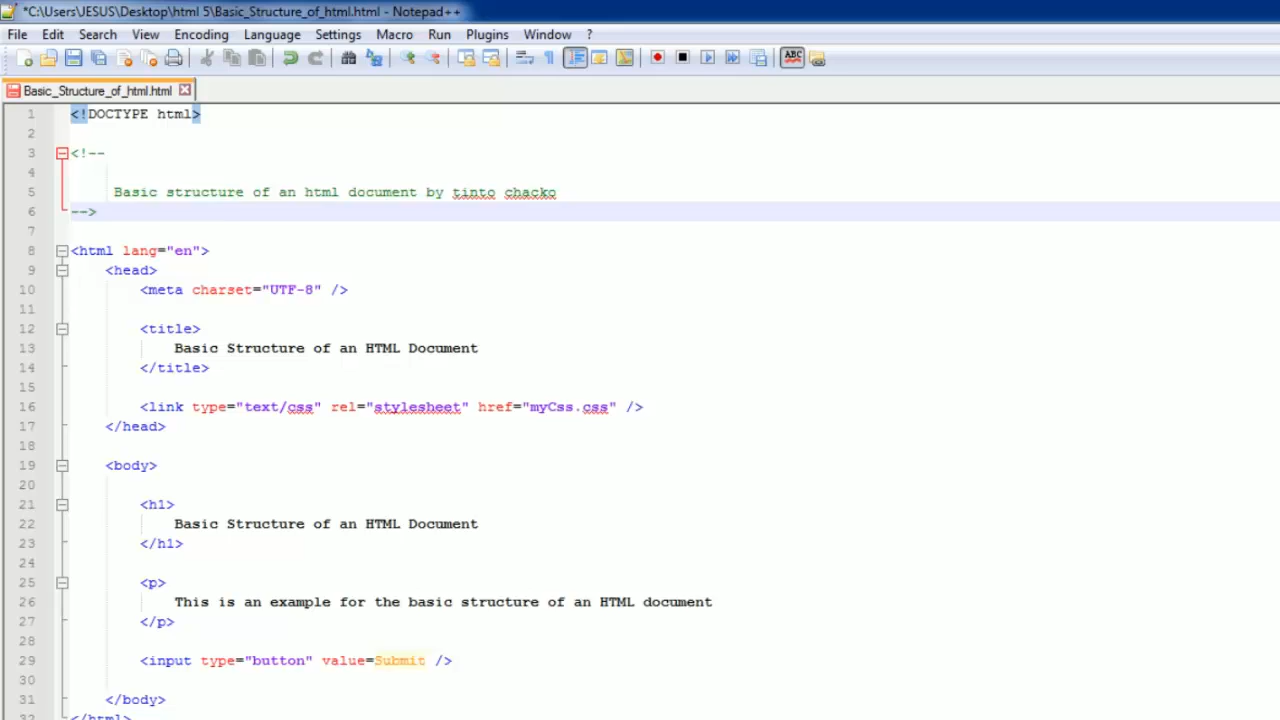 *C:\Users\JESUS\Desktop\html 5\Basic_Structure_of_html.html - Notepad++
File Edit Search View Encoding Language Settings Macro Run Plugins Window ?
ABC
Basic_Structure_of_html.html
1 <!DOCTYPE html>
2
3 <!--
4
5 Basic structure of an html document by tinto chacko
6 -->
7
8 <html lang="en">
9 <head>
10 <meta charset="UTF-8" />
11
12 <title>
13 Basic Structure of an HTML Document
14 </title>
15
16 <link type="text/css" rel="stylesheet" href="myCss.css" />
17 </head>
18
19 <body>
20
21 <h1>
22 Basic Structure of an HTML Document
23 </h1>
24
25 <p>
26 This is an example for the basic structure of an HTML document
27 </p>
28
29 <input type="button" value=Submit />
30
31 </body>
32 </html>